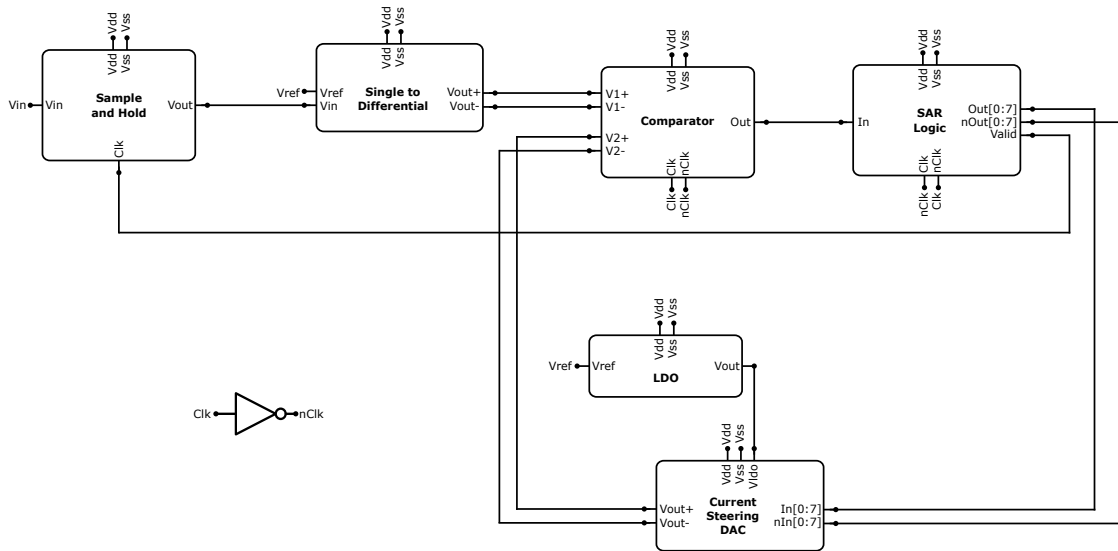 Vdd Vss
Vdd Vss
Vin Vin Sample and Hold Vout
Clk
Vdd Vss
Vdd Vss
Vref Vref
Vin
Single to Differential
Vout+
Vout-
Vdd Vss
Vdd Vss
V1+
V1-
V2+
V2-
Comparator
Out
Clk nClk
nClk Clk
Vdd Vss
Vdd Vss
In
SAR Logic
Out[0:7]
nOut[0:7]
Valid
Clk nClk
nClk Clk
Vdd Vss
Vdd Vss
Vref Vref LDO Vout
Clk nClk
Vdd Vss
Vdd Vss Vldo
Vout+
Vout-
Current Steering DAC
In[0:7]
nIn[0:7]